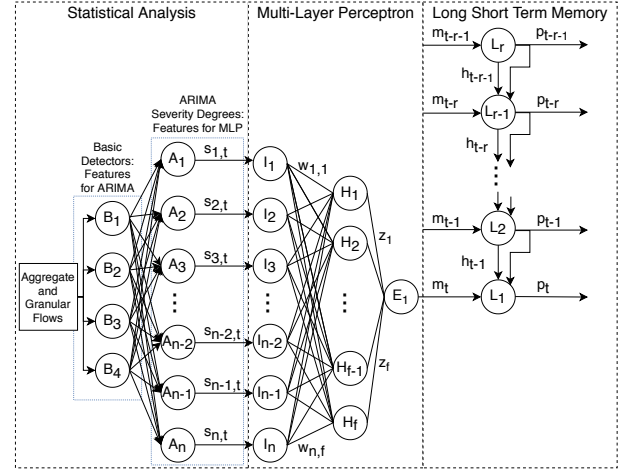 Statistical Analysis
Multi-Layer Perceptron
Long Short Term Memory
ARIMA
Severity Degrees:
Features for MLP
Basic
Detectors:
Features
for ARIMA
Aggregate
and
Granular
Flows
B1
B2
B3
B4
A1
A2
A3
⋮
An-2
An-1
An
s1,t
s2,t
s3,t
⋮
sn-2,t
sn-1,t
sn,t
I1
I2
I3
⋮
In-2
In-1
In
w1,1
wn,f
H1
H2
⋮
Hf-1
Hf
z1
zf
E1
mt-r-1
Lr
pt-r-1
ht-r-1
mt-r
Lr-1
pt-r
ht-r
⋮
mt-1
L2
pt-1
ht-1
mt
L1
pt